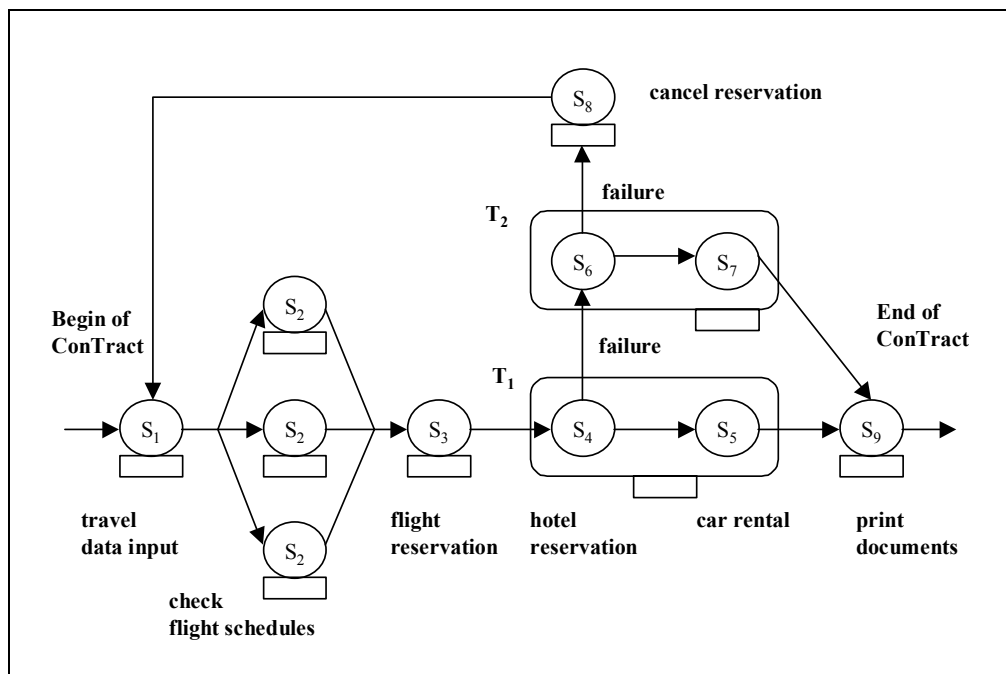 S8
cancel reservation
failure
T2
S6
S7
S2
Begin of
ConTract
End of
ConTract
failure
T1
S1
S2
S3
S4
S5
S9
travel
data input
flight
reservation
hotel
reservation
car rental
print
documents
S2
check
flight schedules